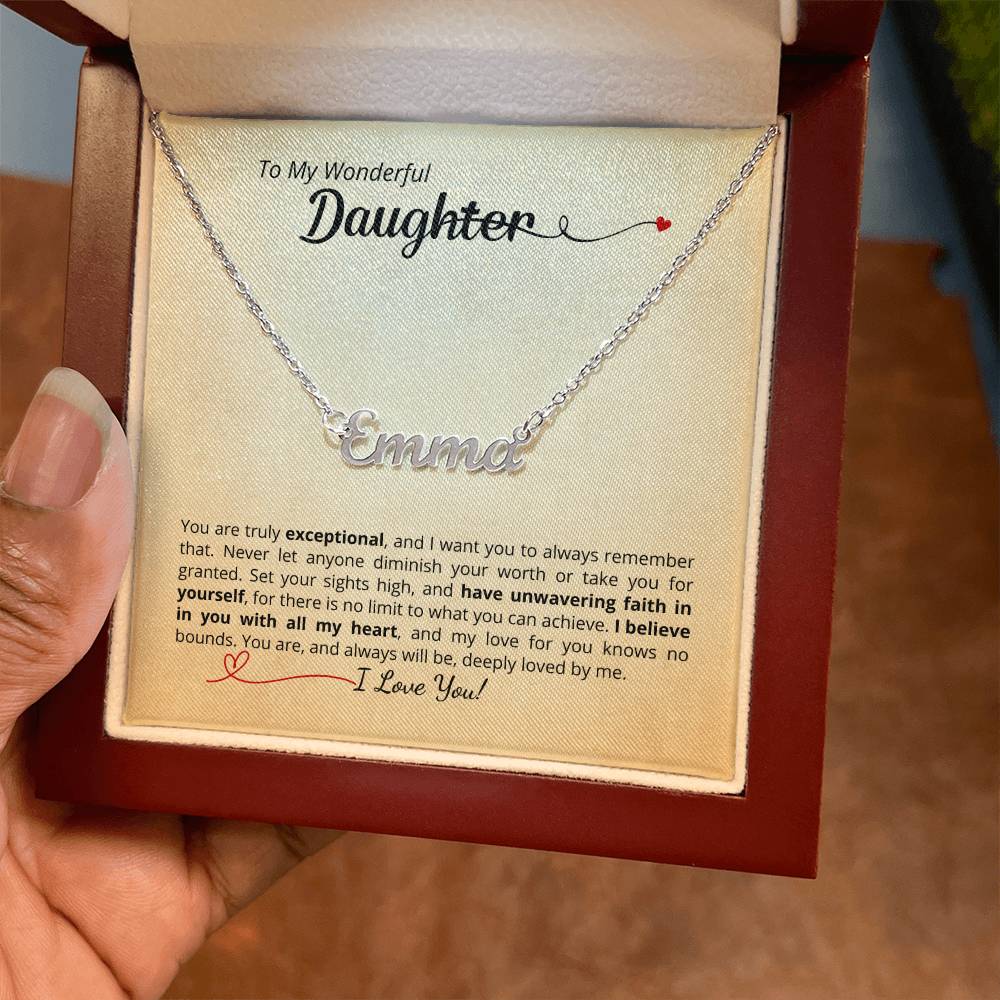 To My Wonderful
Daughter
Emma
You are truly exceptional, and I want you to always remember
that. Never let anyone diminish your worth or take you for
granted. Set your sights high, and have unwavering faith in
yourself, for there is no limit to what you can achieve. I believe
in you with all my heart, and my love for you knows no
bounds. You are, and always will be, deeply loved by me.
I Love You!